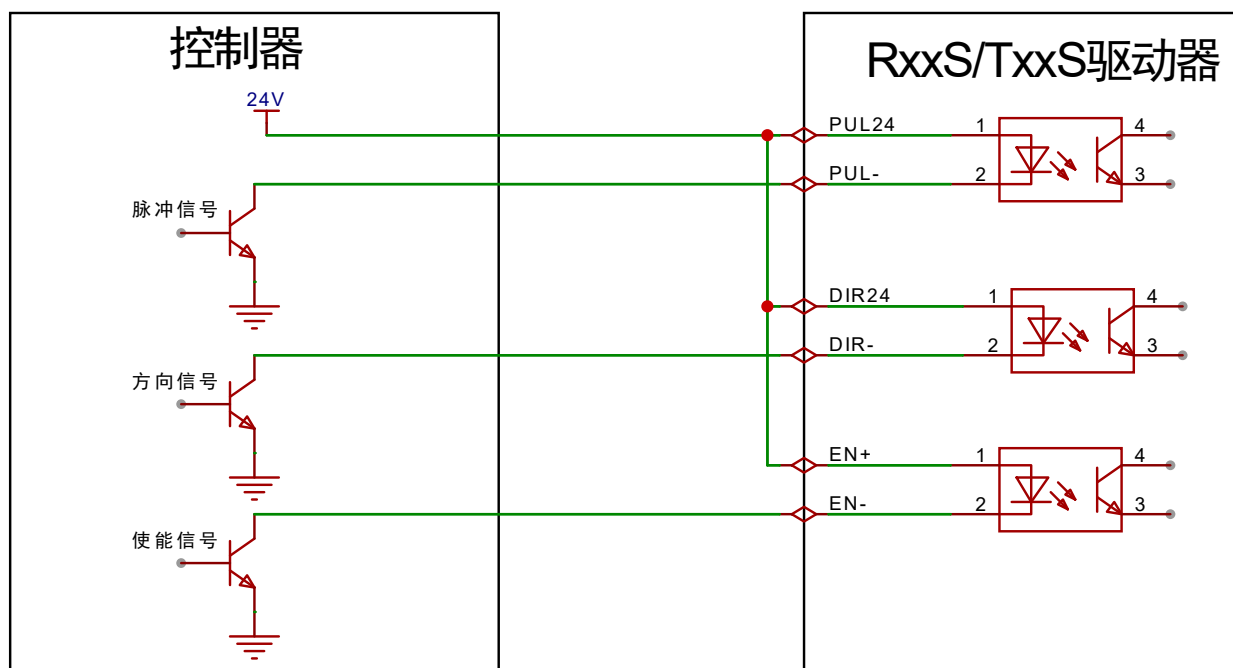 控制器
RxxS/TxxS驱动器
24V
PUL24
1
4
PUL-
2
3
脉冲信号
DIR24
1
4
DIR-
2
3
方向信号
EN+
1
4
EN-
2
3
使能信号